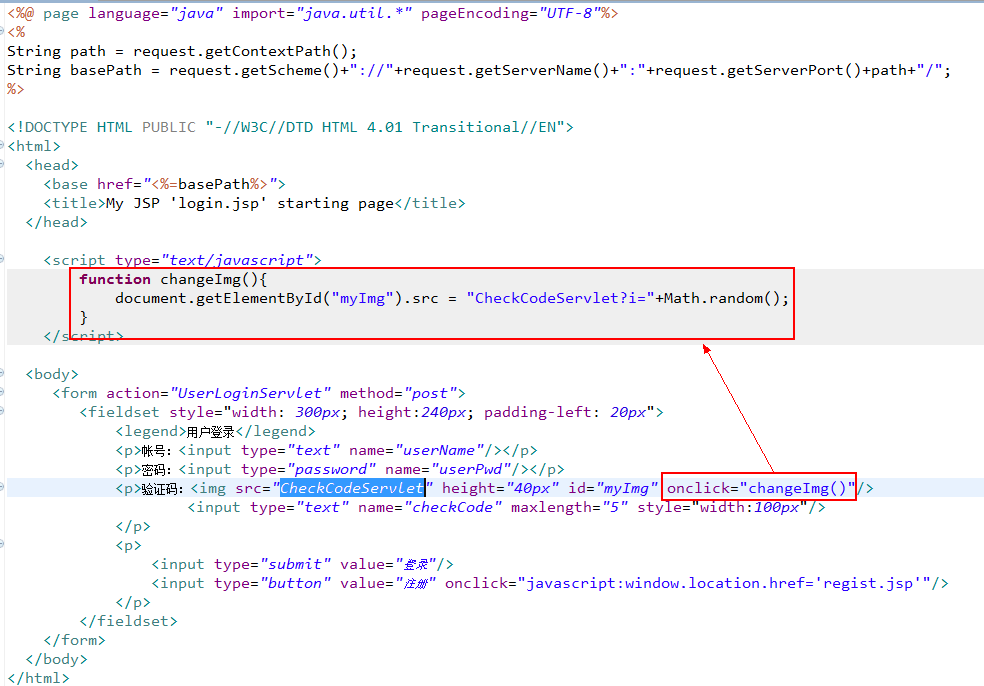 <%@ page language="java" import="java.util.*" pageEncoding="UTF-8"%>
<%
String path = request.getContextPath();
String basePath = request.getScheme()+"://"+request.getServerName()+":"+request.getServerPort()+path+"/";
%>
<!DOCTYPE HTML PUBLIC "-//W3C//DTD HTML 4.01 Transitional//EN">
<html>
<head>
<base href="<%=basePath%>">
<title>My JSP 'login.jsp' starting page</title>
</head>
<script type="text/javascript">
function changeImg(){
document.getElementById("myImg").src = "CheckCodeServlet?i="+Math.random();
}
</script>
<body>
<form action="UserLoginServlet" method="post">
<fieldset style="width: 300px; height:240px; padding-left: 20px">
<legend>用户登录</legend>
<p>帐号：<input type="text" name="userName"/></p>
<p>密码：<input type="password" name="userPwd"/></p>
<p>验证码：<img src="CheckCodeServlet" height="40px" id="myImg" onclick="changeImg()"/>
<input type="text" name="checkCode" maxlength="5" style="width:100px"/>
</p>
<p>
<input type="submit" value="登录"/>
<input type="button" value="注册" onclick="javascript:window.location.href='regist.jsp'"/>
</p>
</fieldset>
</form>
</body>
</html>